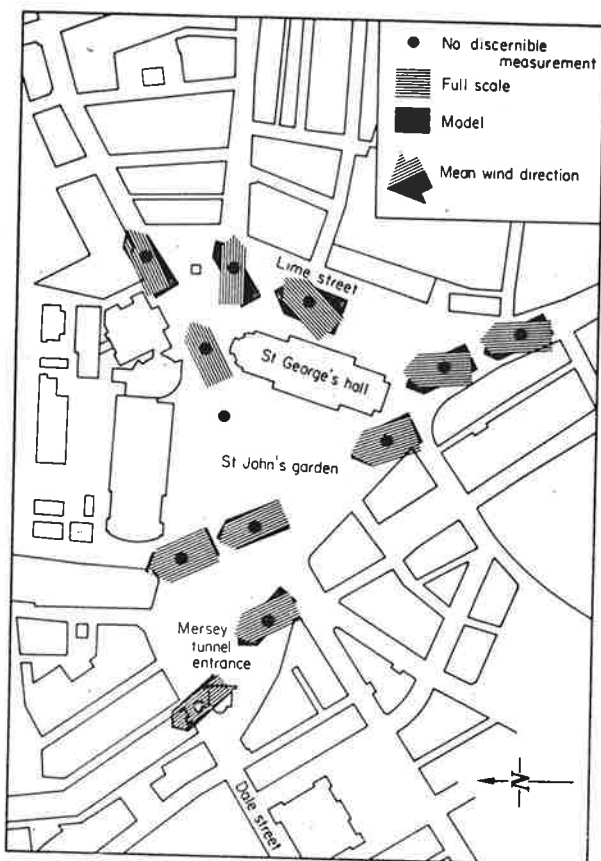 No discernible
measurement
Full scale
Model
Mean wind direction
Lime street
St George's hall
St John's garden
Mersey
tunnel
entrance
Dale street
N